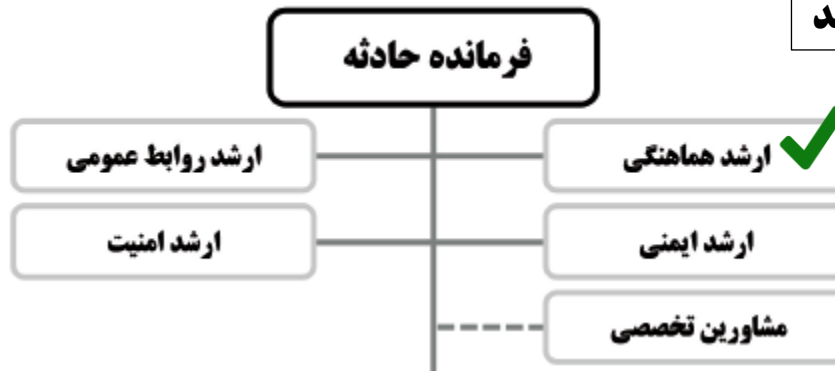 فرمانده حادثه
ارشد هماهنگی
ارشد روابط عمومی
ارشد ایمنی
ارشد امنیت
مشاورین تخصصی